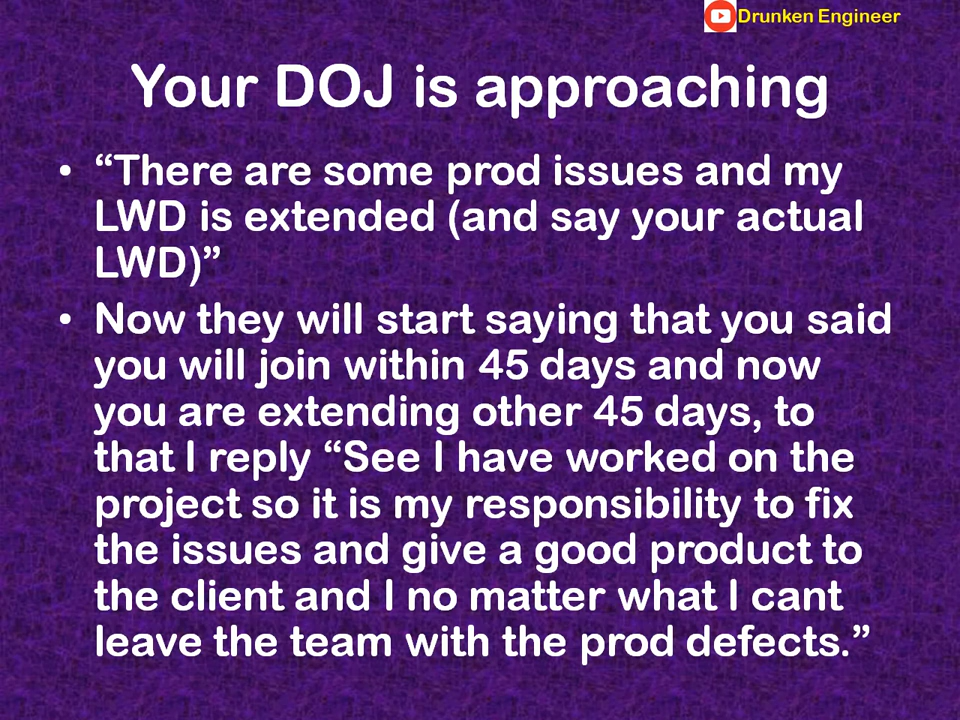 Drunken Engineer
Your DOJ is approaching
• “There are some prod issues and my
LWD is extended (and say your actual
LWD)”
• Now they will start saying that you said
you will join within 45 days and now
you are extending other 45 days, to
that I reply “See I have worked on the
project so it is my responsibility to fix
the issues and give a good product to
the client and I no matter what I cant
leave the team with the prod defects.”